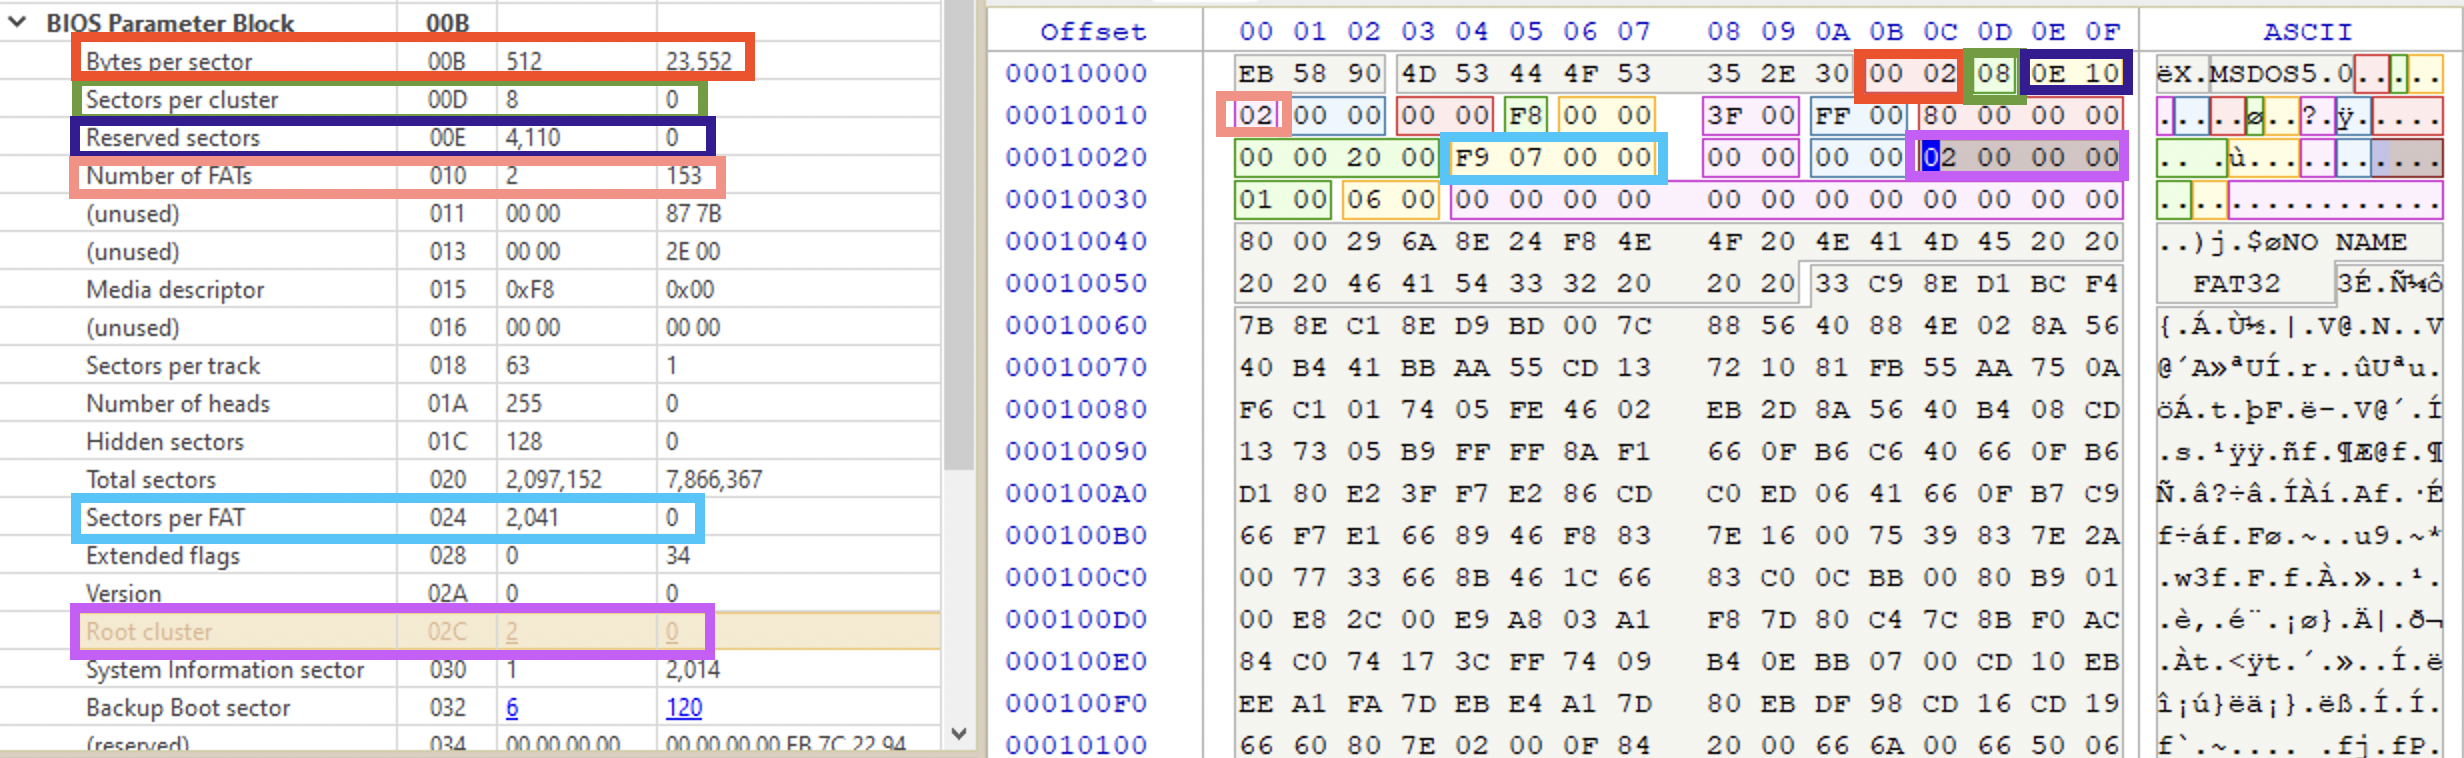 BIOS Parameter Block 00B
Bytes per sector 00B 512 23,552
Sectors per cluster 00D 8 0
Reserved sectors 00E 4,110 0
Number of FATs 010 2 153
(unused) 011 00 00 87 7B
(unused) 013 00 00 2E 00
Media descriptor 015 0xF8 0x00
(unused) 016 00 00 00 00
Sectors per track 018 63 1
Number of heads 01A 255 0
Hidden sectors 01C 128 0
Total sectors 020 2,097,152 7,866,367
Sectors per FAT 024 2,041 0
Extended flags 028 0 34
Version 02A 0 0
Root cluster 02C 2 0
System Information sector 030 1 2,014
Backup Boot sector 032 6 120
(reserved) 034 00 00 00 00 00 00 00 00 EB 7C 22 94
Offset 00 01 02 03 04 05 06 07 08 09 0A 0B 0C 0D 0E 0F ASCII
00010000 EB 58 90 4D 53 44 4F 53 35 2E 30 00 02 08 0E 10 ëX.MSDOS5.0.....
00010010 02 00 00 00 00 F8 00 00 3F 00 FF 00 80 00 00 00 .....ø..?.ÿ.....
00010020 00 00 20 00 F9 07 00 00 00 00 00 00 02 00 00 00 .. .ù...........
00010030 01 00 06 00 00 00 00 00 00 00 00 00 00 00 00 00 ................
00010040 80 00 29 6A 8E 24 F8 4E 4F 20 4E 41 4D 45 20 20 ..)j.$øNO NAME
00010050 20 20 46 41 54 33 32 20 20 20 33 C9 8E D1 BC F4 FAT32 3É.Ñ¼ô
00010060 7B 8E C1 8E D9 BD 00 7C 88 56 40 88 4E 02 8A 56 {.Á.Ù½.|.V@.N..V
00010070 40 B4 41 BB AA 55 CD 13 72 10 81 FB 55 AA 75 0A @´A»ªUÍ.r..ûUªu.
00010080 F6 C1 01 74 05 FE 46 02 EB 2D 8A 56 40 B4 08 CD öÁ.t.þF.ë-.V@´.Í
00010090 13 73 05 B9 FF FF 8A F1 66 0F B6 C6 40 66 0F B6 .s.¹ÿÿ.ñf.¶Æ@f.¶
000100A0 D1 80 E2 3F F7 E2 86 CD C0 ED 06 41 66 0F B7 C9 Ñ.â?÷â.ÍÀí.Af.·É
000100B0 66 F7 E1 66 89 46 F8 83 7E 16 00 75 39 83 7E 2A f÷áf.Fø.~..u9.~*
000100C0 00 77 33 66 8B 46 1C 66 83 C0 0C BB 00 80 B9 01 .w3f.F.f.À.»..¹.
000100D0 00 E8 2C 00 E9 A8 03 A1 F8 7D 80 C4 7C 8B F0 AC .è,.é¨.¡ø}.Ä|.ð¬
000100E0 84 C0 74 17 3C FF 74 09 B4 0E BB 07 00 CD 10 EB .Àt.<ÿt.´.»..Í.ë
000100F0 EE A1 FA 7D EB E4 A1 7D 80 EB DF 98 CD 16 CD 19 î¡ú}ëä¡}.ëß.Í.Í.
00010100 66 60 80 7E 02 00 0F 84 20 00 66 6A 00 66 50 06 f`.~.... .fj.fP.